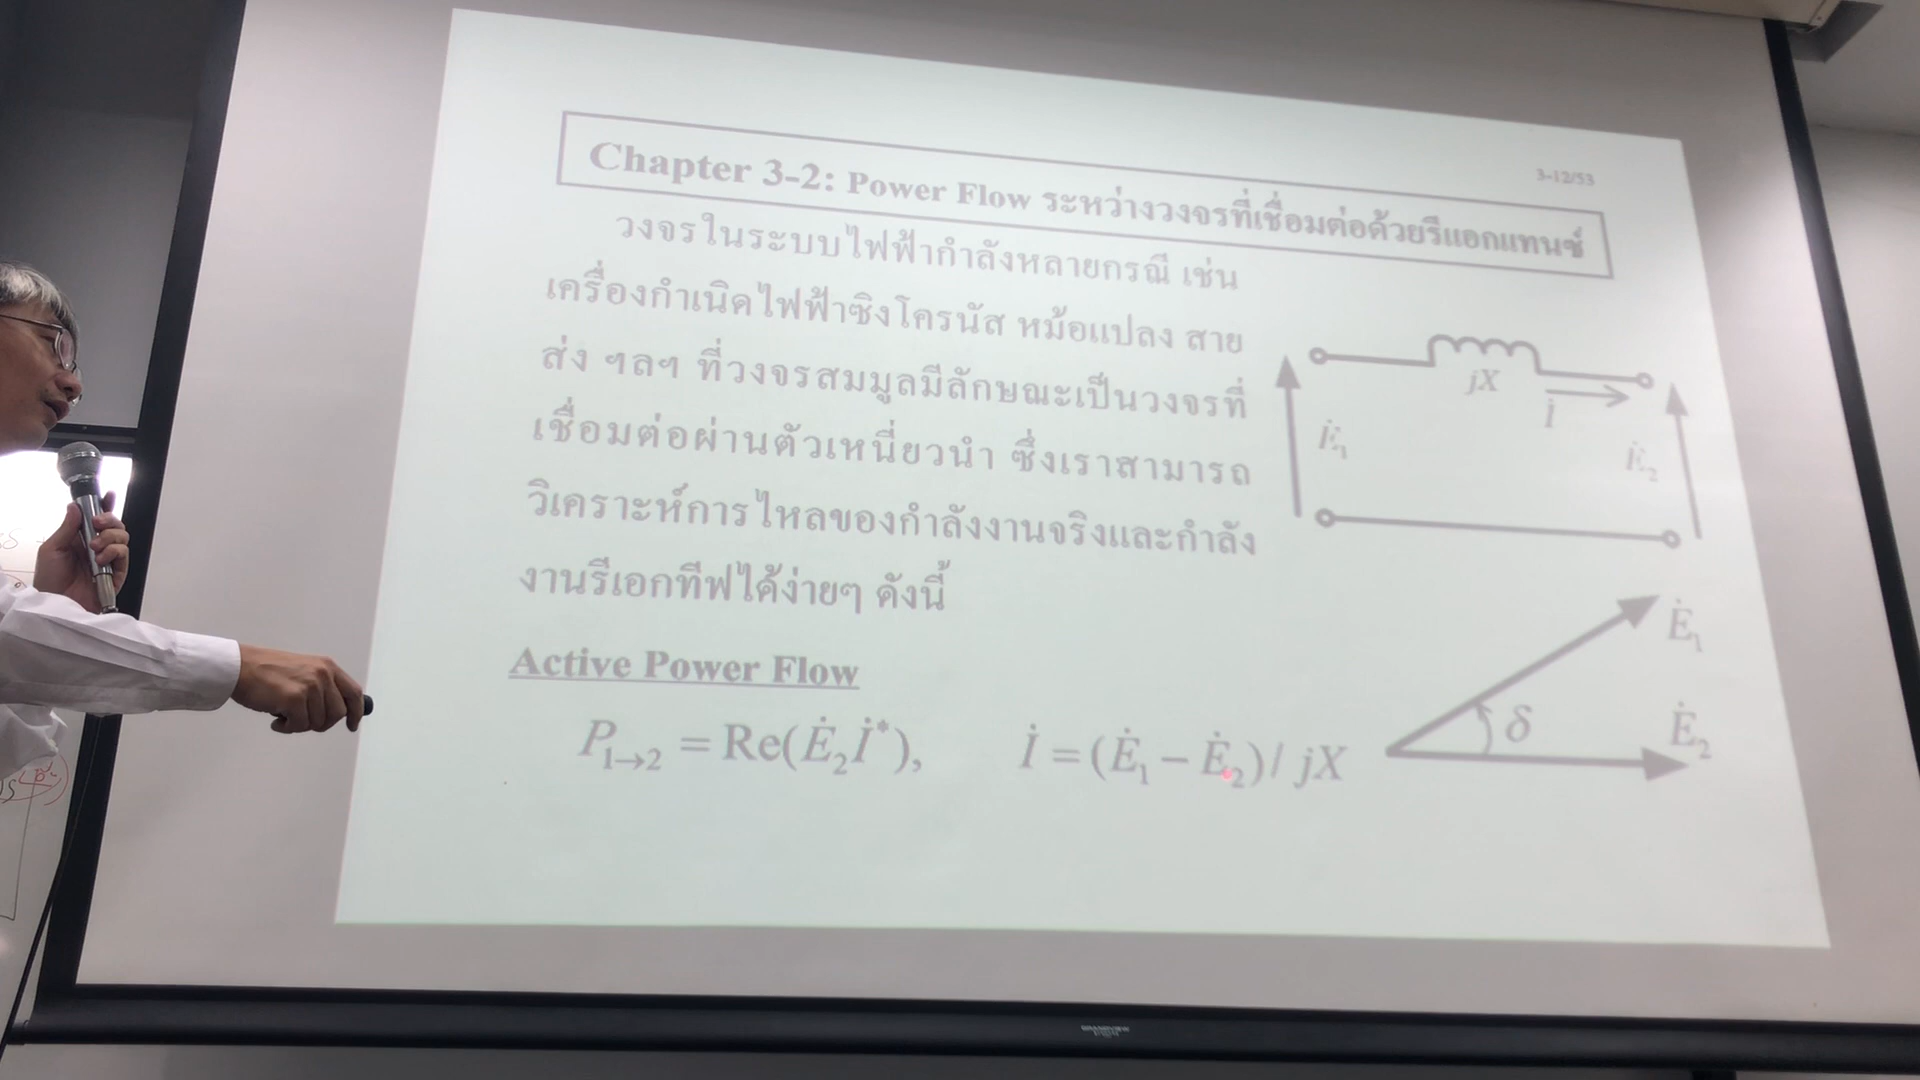 3-12/53
Chapter 3-2: Power Flow ระหว่างวงจรที่เชื่อมต่อด้วยรีแอกแทนซ์
วงจรในระบบไฟฟ้ากำลังหลายกรณี เช่น
เครื่องกำเนิดไฟฟ้าซิงโครนัส หม้อแปลง สาย
ส่ง ฯลฯ ที่วงจรสมมูลมีลักษณะเป็นวงจรที่
เชื่อมต่อผ่านตัวเหนี่ยวนำ ซึ่งเราสามารถ
วิเคราะห์การไหลของกำลังงานจริงและกำลัง
งานรีเอกทีฟได้ง่ายๆ ดังนี้
jX
İ
Ė₁
Ė₂
Active Power Flow
P₁→₂ = Re(Ė₂İ*), İ = (Ė₁ − Ė₂) / jX
Ė₁
δ
Ė₂
GRANDVIEW